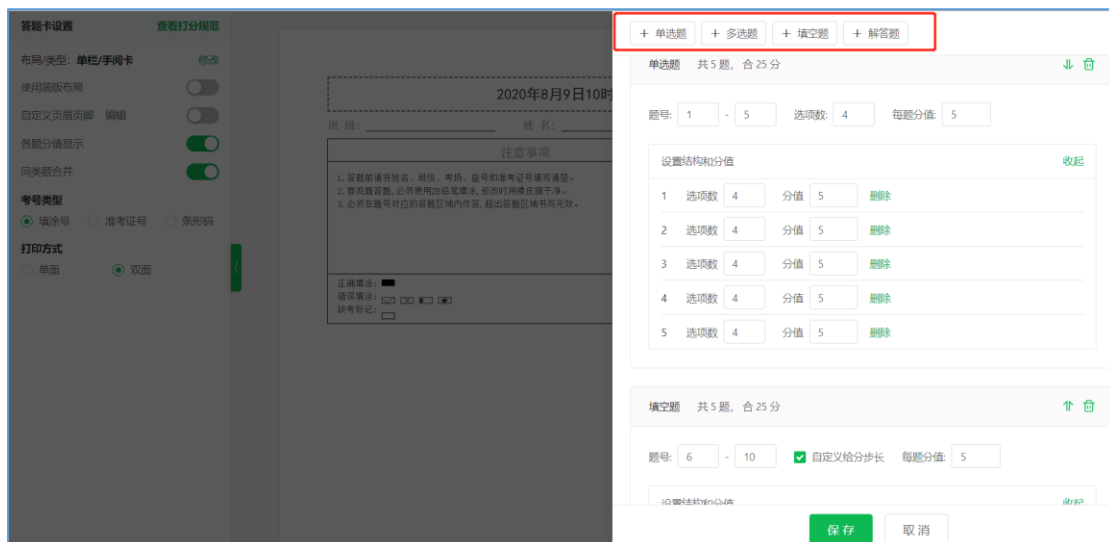 答题卡设置 查看打分规范
布局/类型: 单栏/手阅卡 修改
使用简版布局
自定义页眉页脚 编辑
各题分值显示
同类题合并
考号类型
填涂号 准考证号 条形码
打印方式
单面 双面
2020年8月9日10时
班 级: 姓 名:
注意事项
1.答题前请将姓名、班级、考场、座号和准考证号填写清楚。
2.客观题答题,必须使用2B铅笔填涂,修改时用橡皮擦干净。
3.必须在题号对应的答题区域内作答,超出答题区域书写无效。
正确填涂:
错误填涂:
缺考标记:
+ 单选题 + 多选题 + 填空题 + 解答题
单选题 共 5 题, 合 25 分
题号: 1 - 5 选项数: 4 每题分值: 5
设置结构和分值 收起
1 选项数 4 分值 5 删除
2 选项数 4 分值 5 删除
3 选项数 4 分值 5 删除
4 选项数 4 分值 5 删除
5 选项数 4 分值 5 删除
填空题 共 5 题, 合 25 分
题号: 6 - 10 自定义给分步长 每题分值: 5
设置结构和分值 收起
保 存 取 消